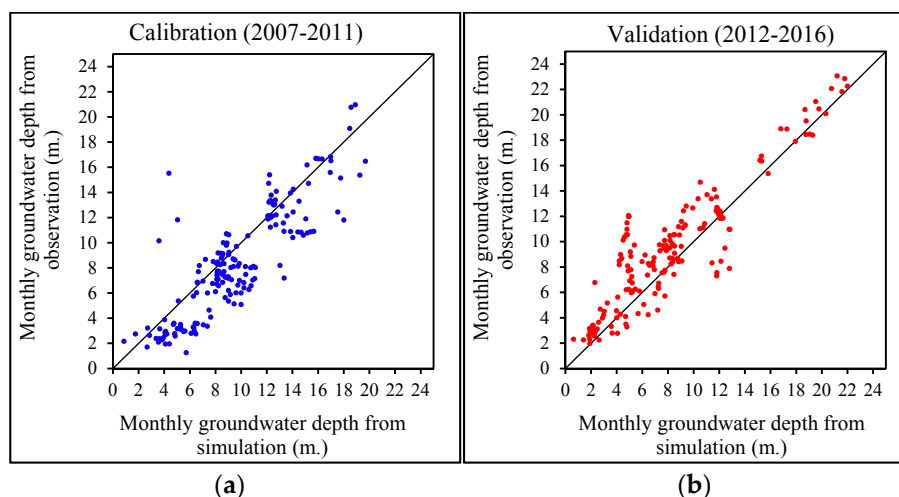 Calibration (2007-2011)
Monthly groundwater depth from
observation (m.)
24
22
20
18
16
14
12
10
8
6
4
2
0
0 2 4 6 8 10 12 14 16 18 20 22 24
Monthly groundwater depth from
simulation (m.)
(a)
Validation (2012-2016)
Monthly groundwater depth from
observation (m.)
24
22
20
18
16
14
12
10
8
6
4
2
0
0 2 4 6 8 10 12 14 16 18 20 22 24
Monthly groundwater depth from
simulation (m.)
(b)